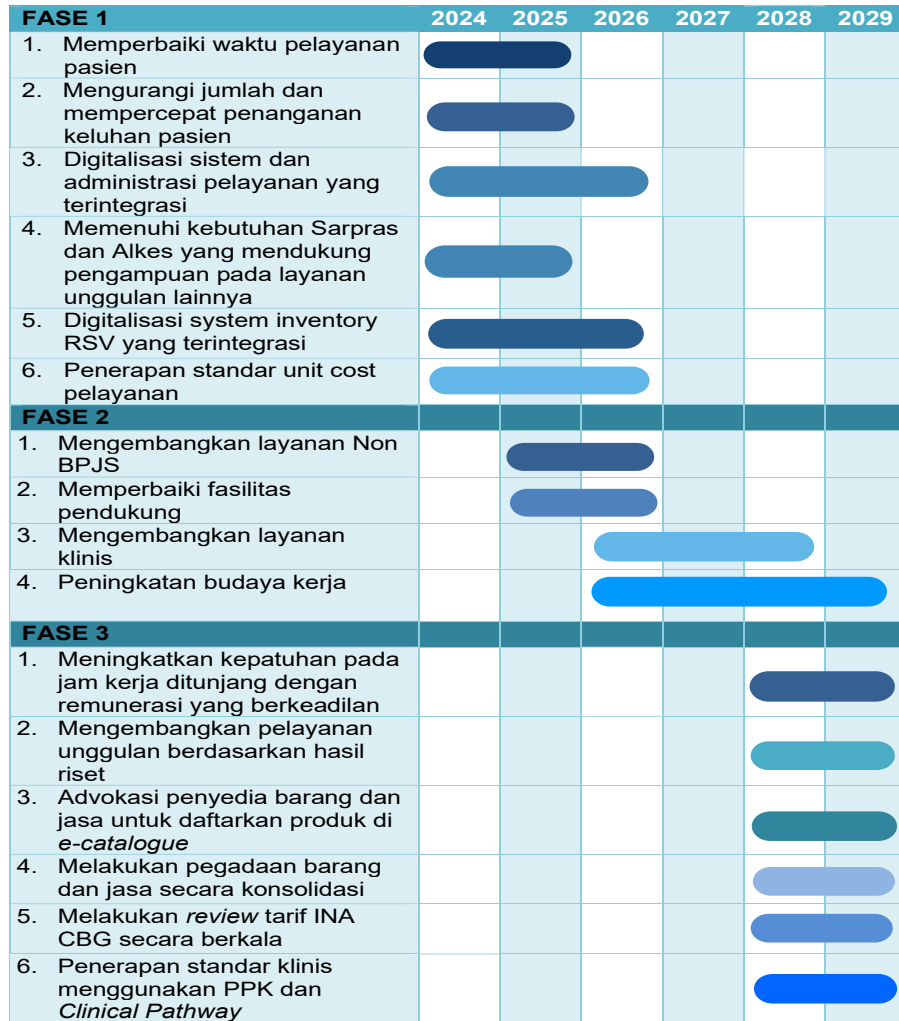 FASE 1 2024 2025 2026 2027 2028 2029
1. Memperbaiki waktu pelayanan
pasien
2. Mengurangi jumlah dan
mempercepat penanganan
keluhan pasien
3. Digitalisasi sistem dan
administrasi pelayanan yang
terintegrasi
4. Memenuhi kebutuhan Sarpras
dan Alkes yang mendukung
pengampuan pada layanan
unggulan lainnya
5. Digitalisasi system inventory
RSV yang terintegrasi
6. Penerapan standar unit cost
pelayanan
FASE 2
1. Mengembangkan layanan Non
BPJS
2. Memperbaiki fasilitas
pendukung
3. Mengembangkan layanan
klinis
4. Peningkatan budaya kerja
FASE 3
1. Meningkatkan kepatuhan pada
jam kerja ditunjang dengan
remunerasi yang berkeadilan
2. Mengembangkan pelayanan
unggulan berdasarkan hasil
riset
3. Advokasi penyedia barang dan
jasa untuk daftarkan produk di
e-catalogue
4. Melakukan pegadaan barang
dan jasa secara konsolidasi
5. Melakukan review tarif INA
CBG secara berkala
6. Penerapan standar klinis
menggunakan PPK dan
Clinical Pathway